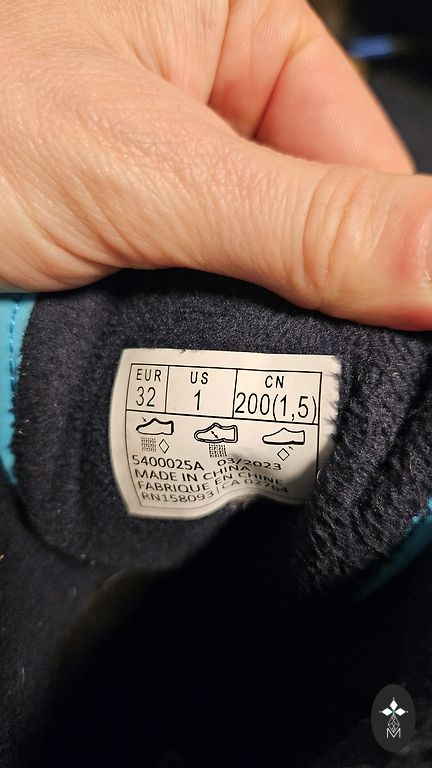 EUR US CN
32 1 200(1,5)
5400025A 03/2023
MADE IN CHINA
FABRIQUE EN CHINE
RN158093 | CA 02764
M